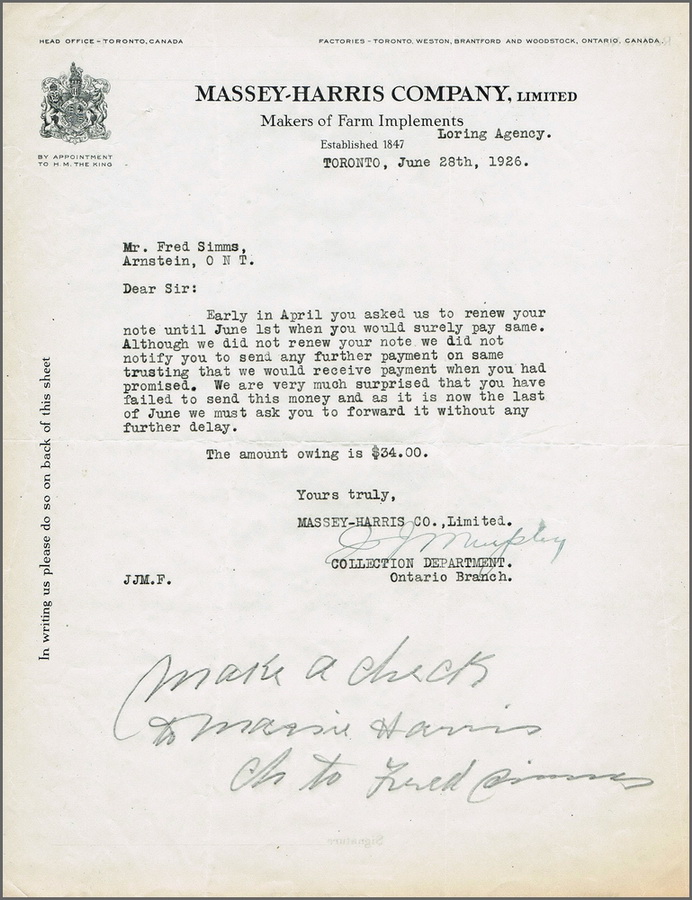 HEAD OFFICE - TORONTO, CANADA
FACTORIES - TORONTO, WESTON, BRANTFORD AND WOODSTOCK, ONTARIO, CANADA.
MASSEY-HARRIS COMPANY, LIMITED
Makers of Farm Implements
Loring Agency.
Established 1847
BY APPOINTMENT
TO H. M. THE KING
TORONTO, June 28th, 1926.
Mr. Fred Simms,
Arnstein, O N T.
Dear Sir:
Early in April you asked us to renew your
note until June 1st when you would surely pay same.
Although we did not renew your note we did not
notify you to send any further payment on same
trusting that we would receive payment when you had
promised. We are very much surprised that you have
failed to send this money and as it is now the last
of June we must ask you to forward it without any
further delay.
The amount owing is $34.00.
Yours truly,
MASSEY-HARRIS CO.,Limited.
J J Murphy
COLLECTION DEPARTMENT.
JJM.F.
Ontario Branch.
In writing us please do so on back of this sheet
Make a check
to Massie Harris
Ch to Fred Simms
Signature